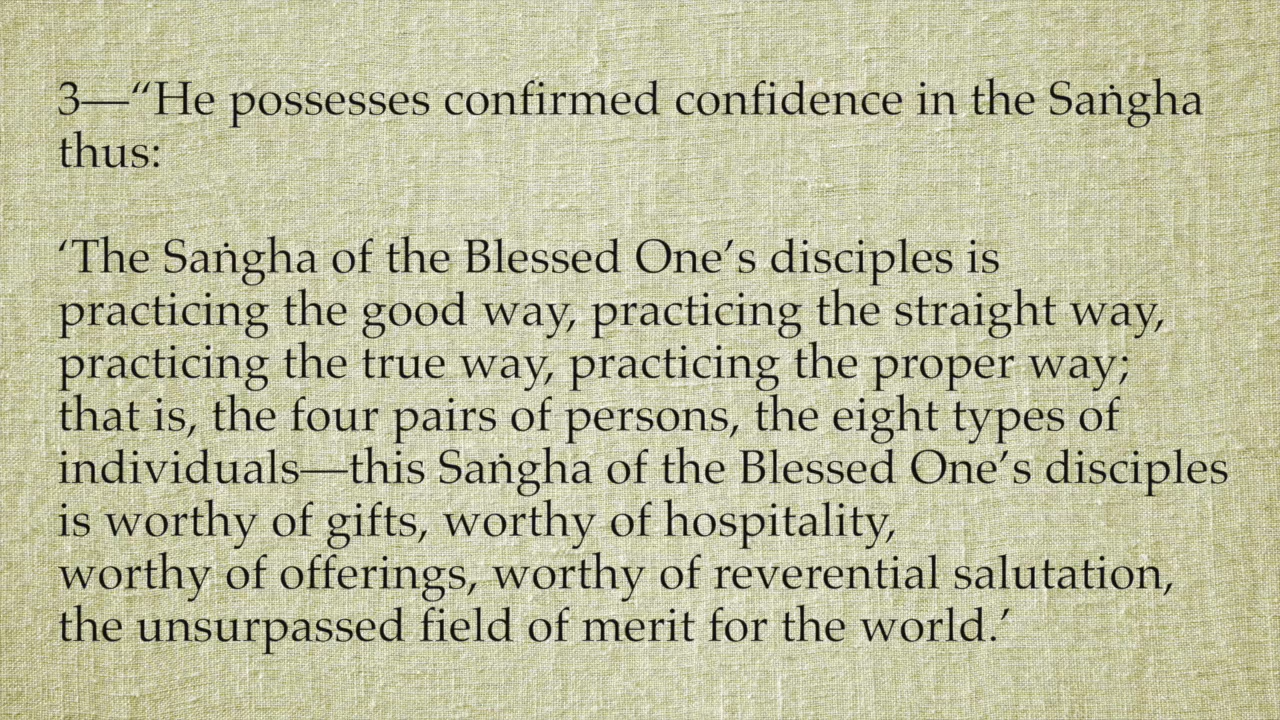 3—“He possesses confirmed confidence in the Saṅgha
thus:
‘The Saṅgha of the Blessed One’s disciples is
practicing the good way, practicing the straight way,
practicing the true way, practicing the proper way;
that is, the four pairs of persons, the eight types of
individuals—this Saṅgha of the Blessed One’s disciples
is worthy of gifts, worthy of hospitality,
worthy of offerings, worthy of reverential salutation,
the unsurpassed field of merit for the world.’